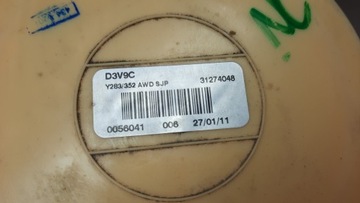 D3V9C
Y283/352 AWD SJP 31274048
0056041 006 27/01/11